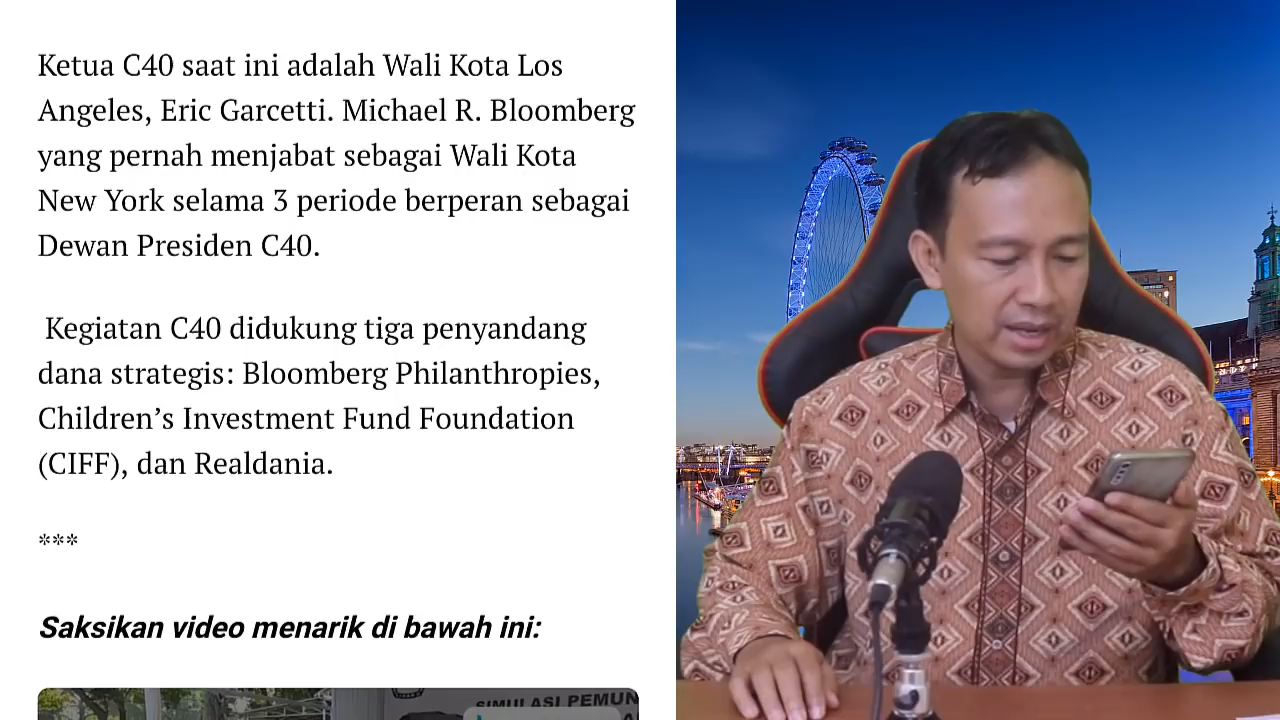 Ketua C40 saat ini adalah Wali Kota Los
Angeles, Eric Garcetti. Michael R. Bloomberg
yang pernah menjabat sebagai Wali Kota
New York selama 3 periode berperan sebagai
Dewan Presiden C40.
Kegiatan C40 didukung tiga penyandang
dana strategis: Bloomberg Philanthropies,
Children’s Investment Fund Foundation
(CIFF), dan Realdania.
***
Saksikan video menarik di bawah ini:
SIMULASI PEMUN